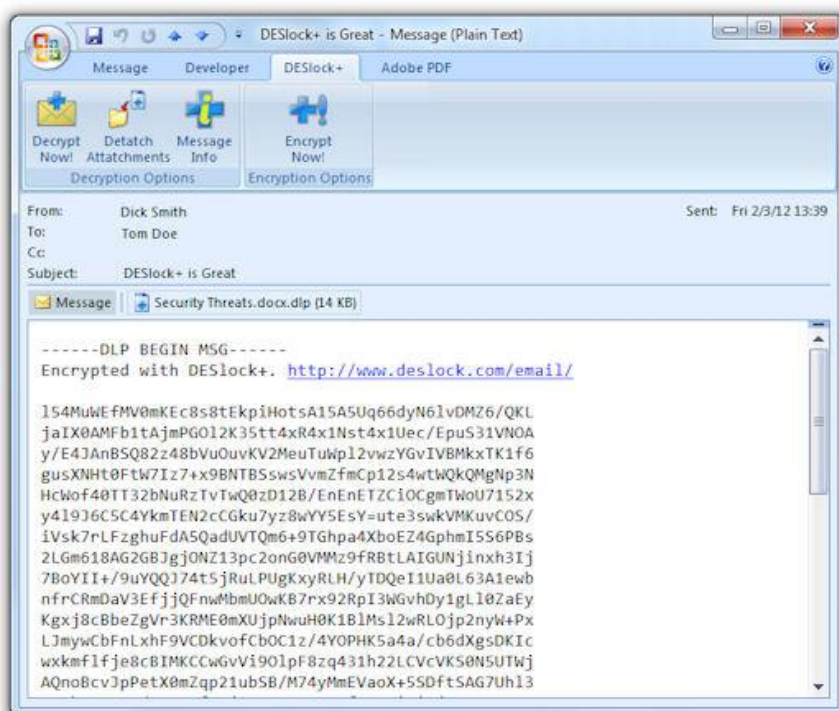 DESlock+ is Great - Message (Plain Text)
Message Developer DESlock+ Adobe PDF
Decrypt Now! Detatch Attatchments Message Info Encrypt Now!
Decryption Options Encryption Options
From: Dick Smith Sent: Fri 2/3/12 13:39
To: Tom Doe
Cc:
Subject: DESlock+ is Great
Message Security Threats.docx.dlp (14 KB)
------DLP BEGIN MSG------
Encrypted with DESlock+. http://www.deslock.com/email/
l54MuWEfMV0mKEc8s8tEkpiHotsA15A5Uq66dyN6lvDMZ6/QKL
jaIX0AMFb1tAjmPGOl2K35tt4xR4x1Nst4x1Uec/EpuS31VNOA
y/E4JAnBSQ82z48bVuOuvKV2MeuTuWpl2vwzYGvIVBMkxTK1f6
gusXNHt0FtW7Iz7+x9BNTBSswsVvmZfmCp12s4wtWQkQMgNp3N
HcWof40TT32bNuRzTvTwQ0zD12B/EnEnETZCiOCgmTWoU7152x
y4l9J6C5C4YkmTEN2cCGku7yz8wYY5EsY=ute3swkVMKuvCOS/
iVsk7rLFzghuFdA5QadUVTQm6+9TGhpa4XboEZ4GphmI5S6PBs
2LGm618AG2GBJgjONZ13pc2onG0VMMz9fRBtLAIGUNjinxh3Ij
7BoYII+/9uYQQJ74t5jRuLPUgKxyRLH/yTDQeI1Ua0L63A1ewb
nfrCRmDaV3EfjjQFnwMbmUOwKB7rx92RpI3WGvhDy1gLl0ZaEy
Kgxj8cBbeZgVr3KRME0mXUjpNwuH0K1BlMsl2wRLOjp2nyW+Px
LJmywCbFnLxhF9VCDkvofCbOC1z/4YOPHK5a4a/cb6dXgsDKIc
wxkmflfje8cBIMKCCwGvVi9OlpF8zq431h22LCVcVK50N5UTWj
AQnoBcvJpPetX0mZqp21ubSB/M74yMmEVaoX+5SDftSAG7Uhl3